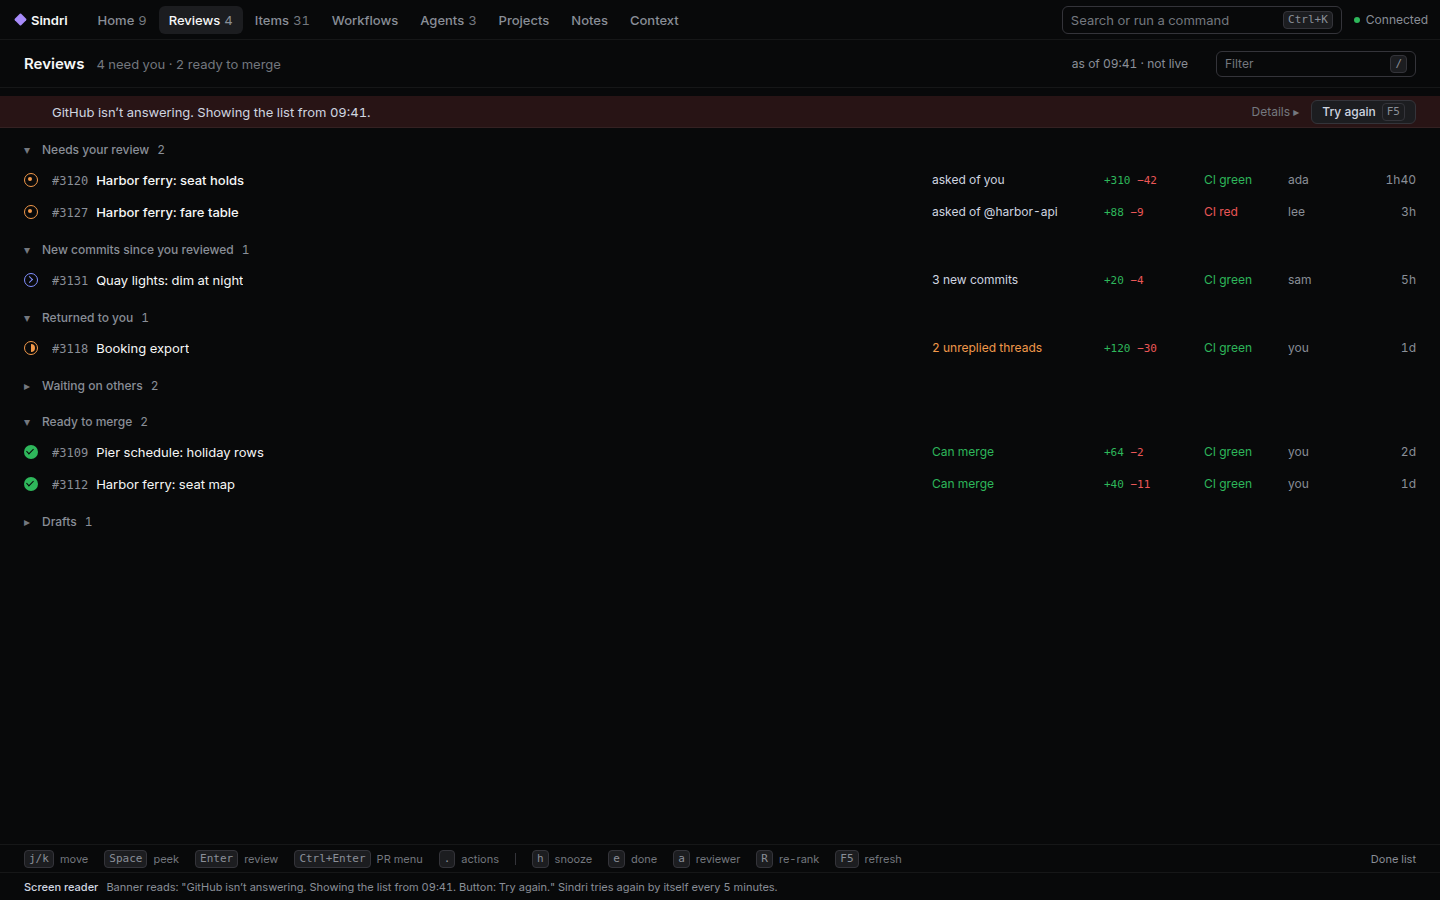 Sindri Home 9 Reviews 4 Items 31 Workflows Agents 3 Projects Notes Context Search or run a command Ctrl+K Connected
Reviews 4 need you · 2 ready to merge as of 09:41 · not live Filter /
GitHub isn’t answering. Showing the list from 09:41. Details ▸ Try again F5
▾ Needs your review 2
#3120 Harbor ferry: seat holds asked of you +310 −42 CI green ada 1h40
#3127 Harbor ferry: fare table asked of @harbor-api +88 −9 CI red lee 3h
▾ New commits since you reviewed 1
#3131 Quay lights: dim at night 3 new commits +20 −4 CI green sam 5h
▾ Returned to you 1
#3118 Booking export 2 unreplied threads +120 −30 CI green you 1d
▸ Waiting on others 2
▾ Ready to merge 2
#3109 Pier schedule: holiday rows Can merge +64 −2 CI green you 2d
#3112 Harbor ferry: seat map Can merge +40 −11 CI green you 1d
▸ Drafts 1
j/k move Space peek Enter review Ctrl+Enter PR menu . actions h snooze e done a reviewer R re-rank F5 refresh Done list
Screen reader Banner reads: "GitHub isn’t answering. Showing the list from 09:41. Button: Try again." Sindri tries again by itself every 5 minutes.